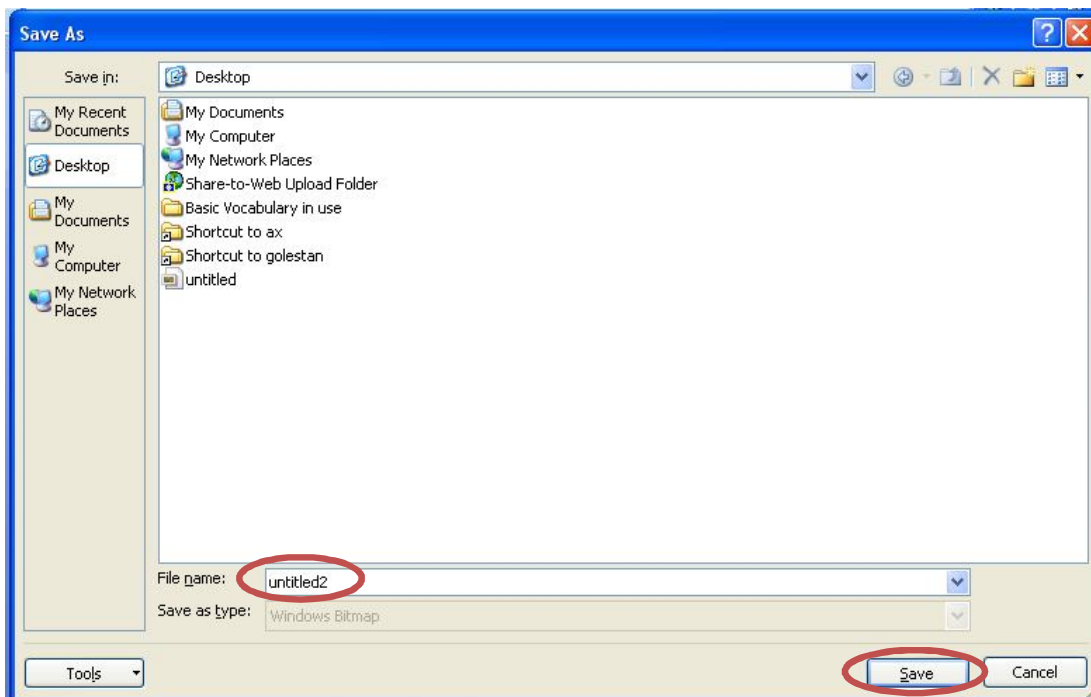 Save As
Save in:
Desktop
My Recent
Documents
Desktop
My
Documents
My
Computer
My Network
Places
My Documents
My Computer
My Network Places
Share-to-Web Upload Folder
Basic Vocabulary in use
Shortcut to ax
Shortcut to golestan
untitled
File name:
untitled2
Save as type:
Windows Bitmap
Tools
Save
Cancel